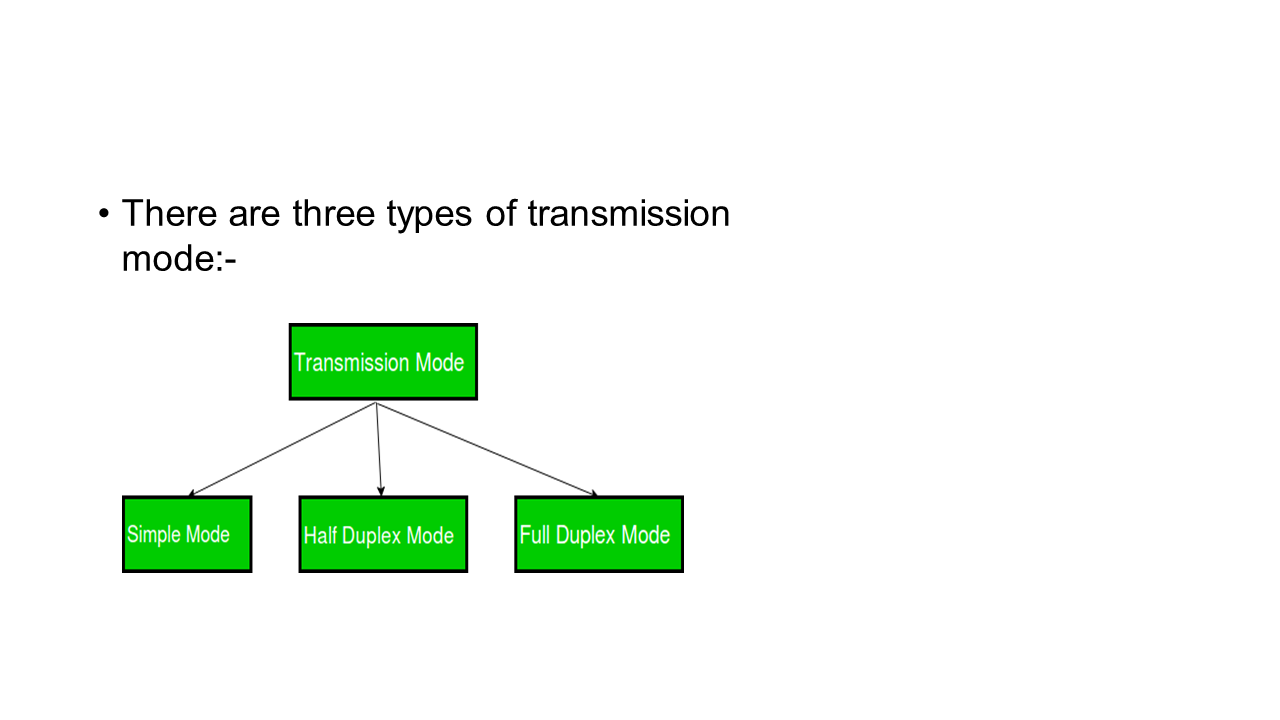 • There are three types of transmission
mode:-
Transmission Mode
Simple Mode
Half Duplex Mode
Full Duplex Mode